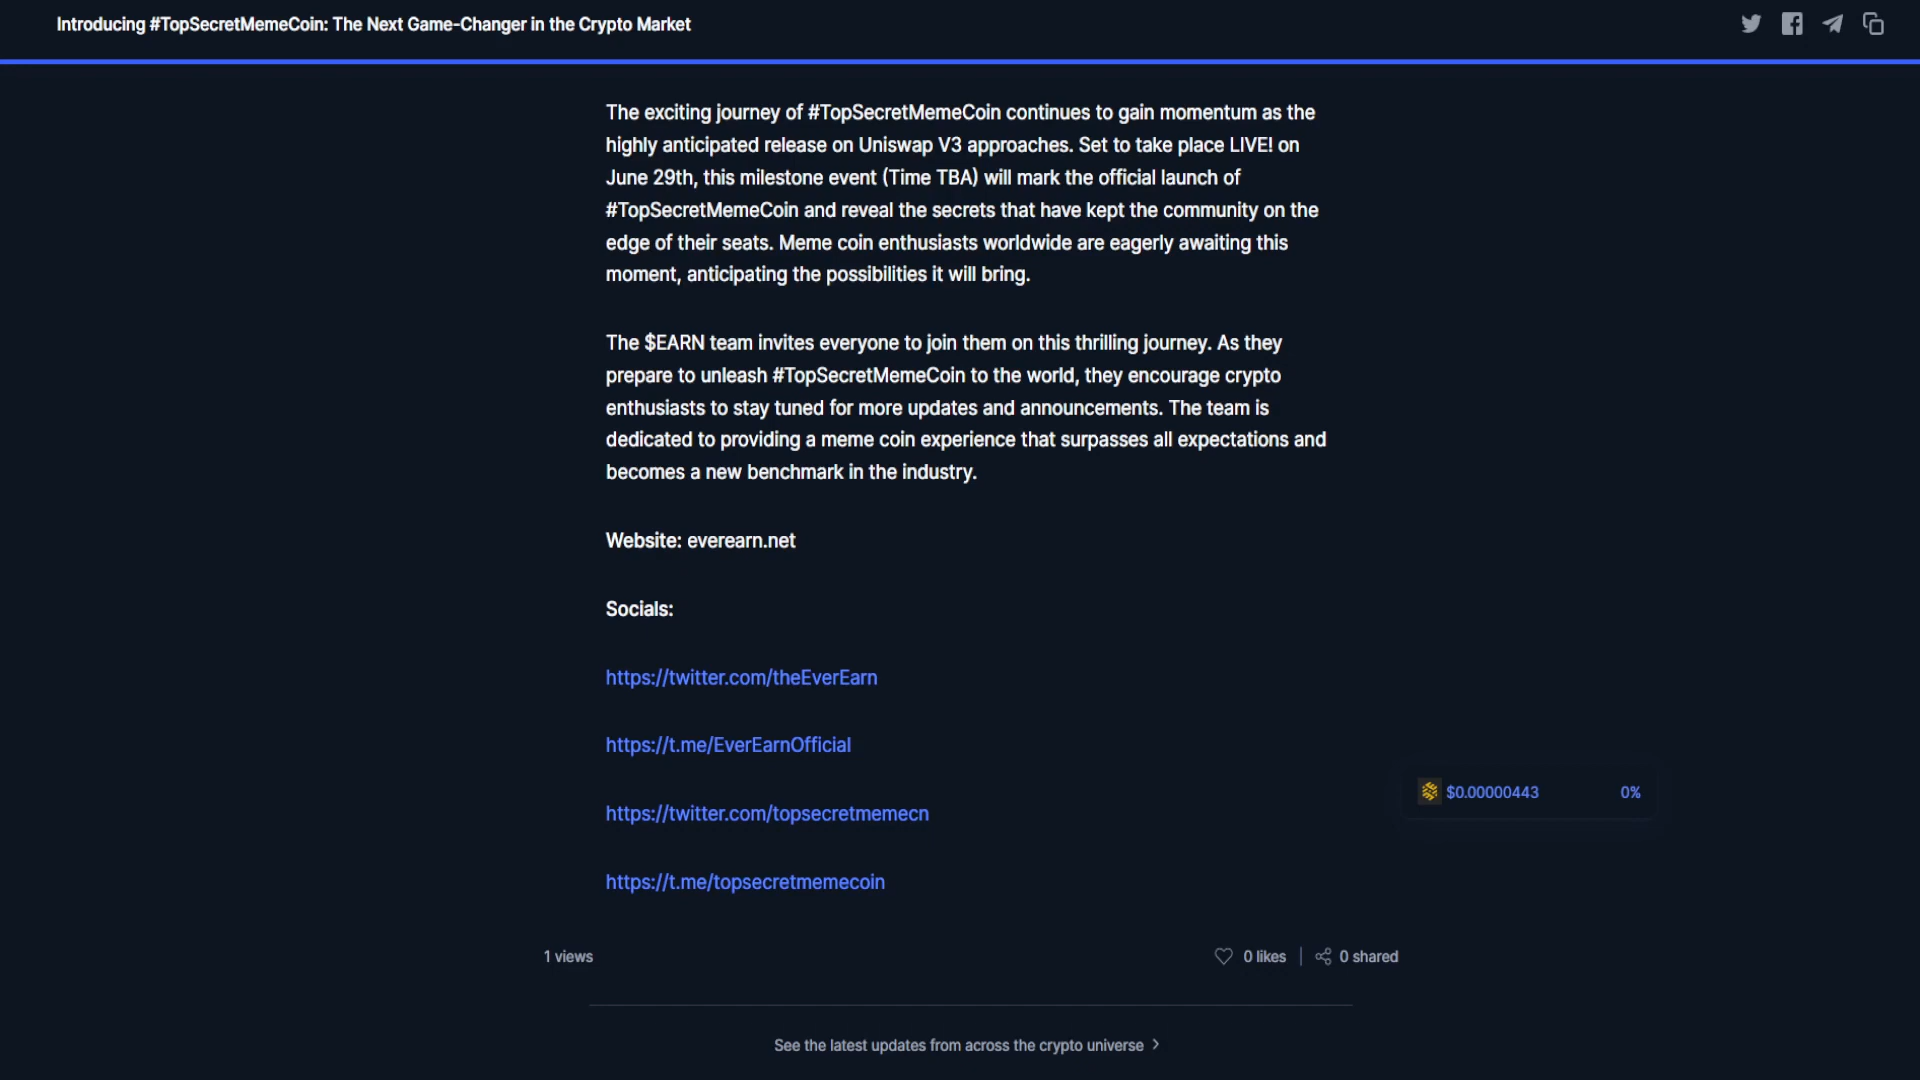 Introducing #TopSecretMemeCoin: The Next Game-Changer in the Crypto Market
The exciting journey of #TopSecretMemeCoin continues to gain momentum as the
highly anticipated release on Uniswap V3 approaches. Set to take place LIVE! on
June 29th, this milestone event (Time TBA) will mark the official launch of
#TopSecretMemeCoin and reveal the secrets that have kept the community on the
edge of their seats. Meme coin enthusiasts worldwide are eagerly awaiting this
moment, anticipating the possibilities it will bring.
The $EARN team invites everyone to join them on this thrilling journey. As they
prepare to unleash #TopSecretMemeCoin to the world, they encourage crypto
enthusiasts to stay tuned for more updates and announcements. The team is
dedicated to providing a meme coin experience that surpasses all expectations and
becomes a new benchmark in the industry.
Website: everearn.net
Socials:
https://twitter.com/theEverEarn
https://t.me/EverEarnOfficial
$0.00000443 0%
https://twitter.com/topsecretmemecn
https://t.me/topsecretmemecoin
1 views 0 likes 0 shared
See the latest updates from across the crypto universe